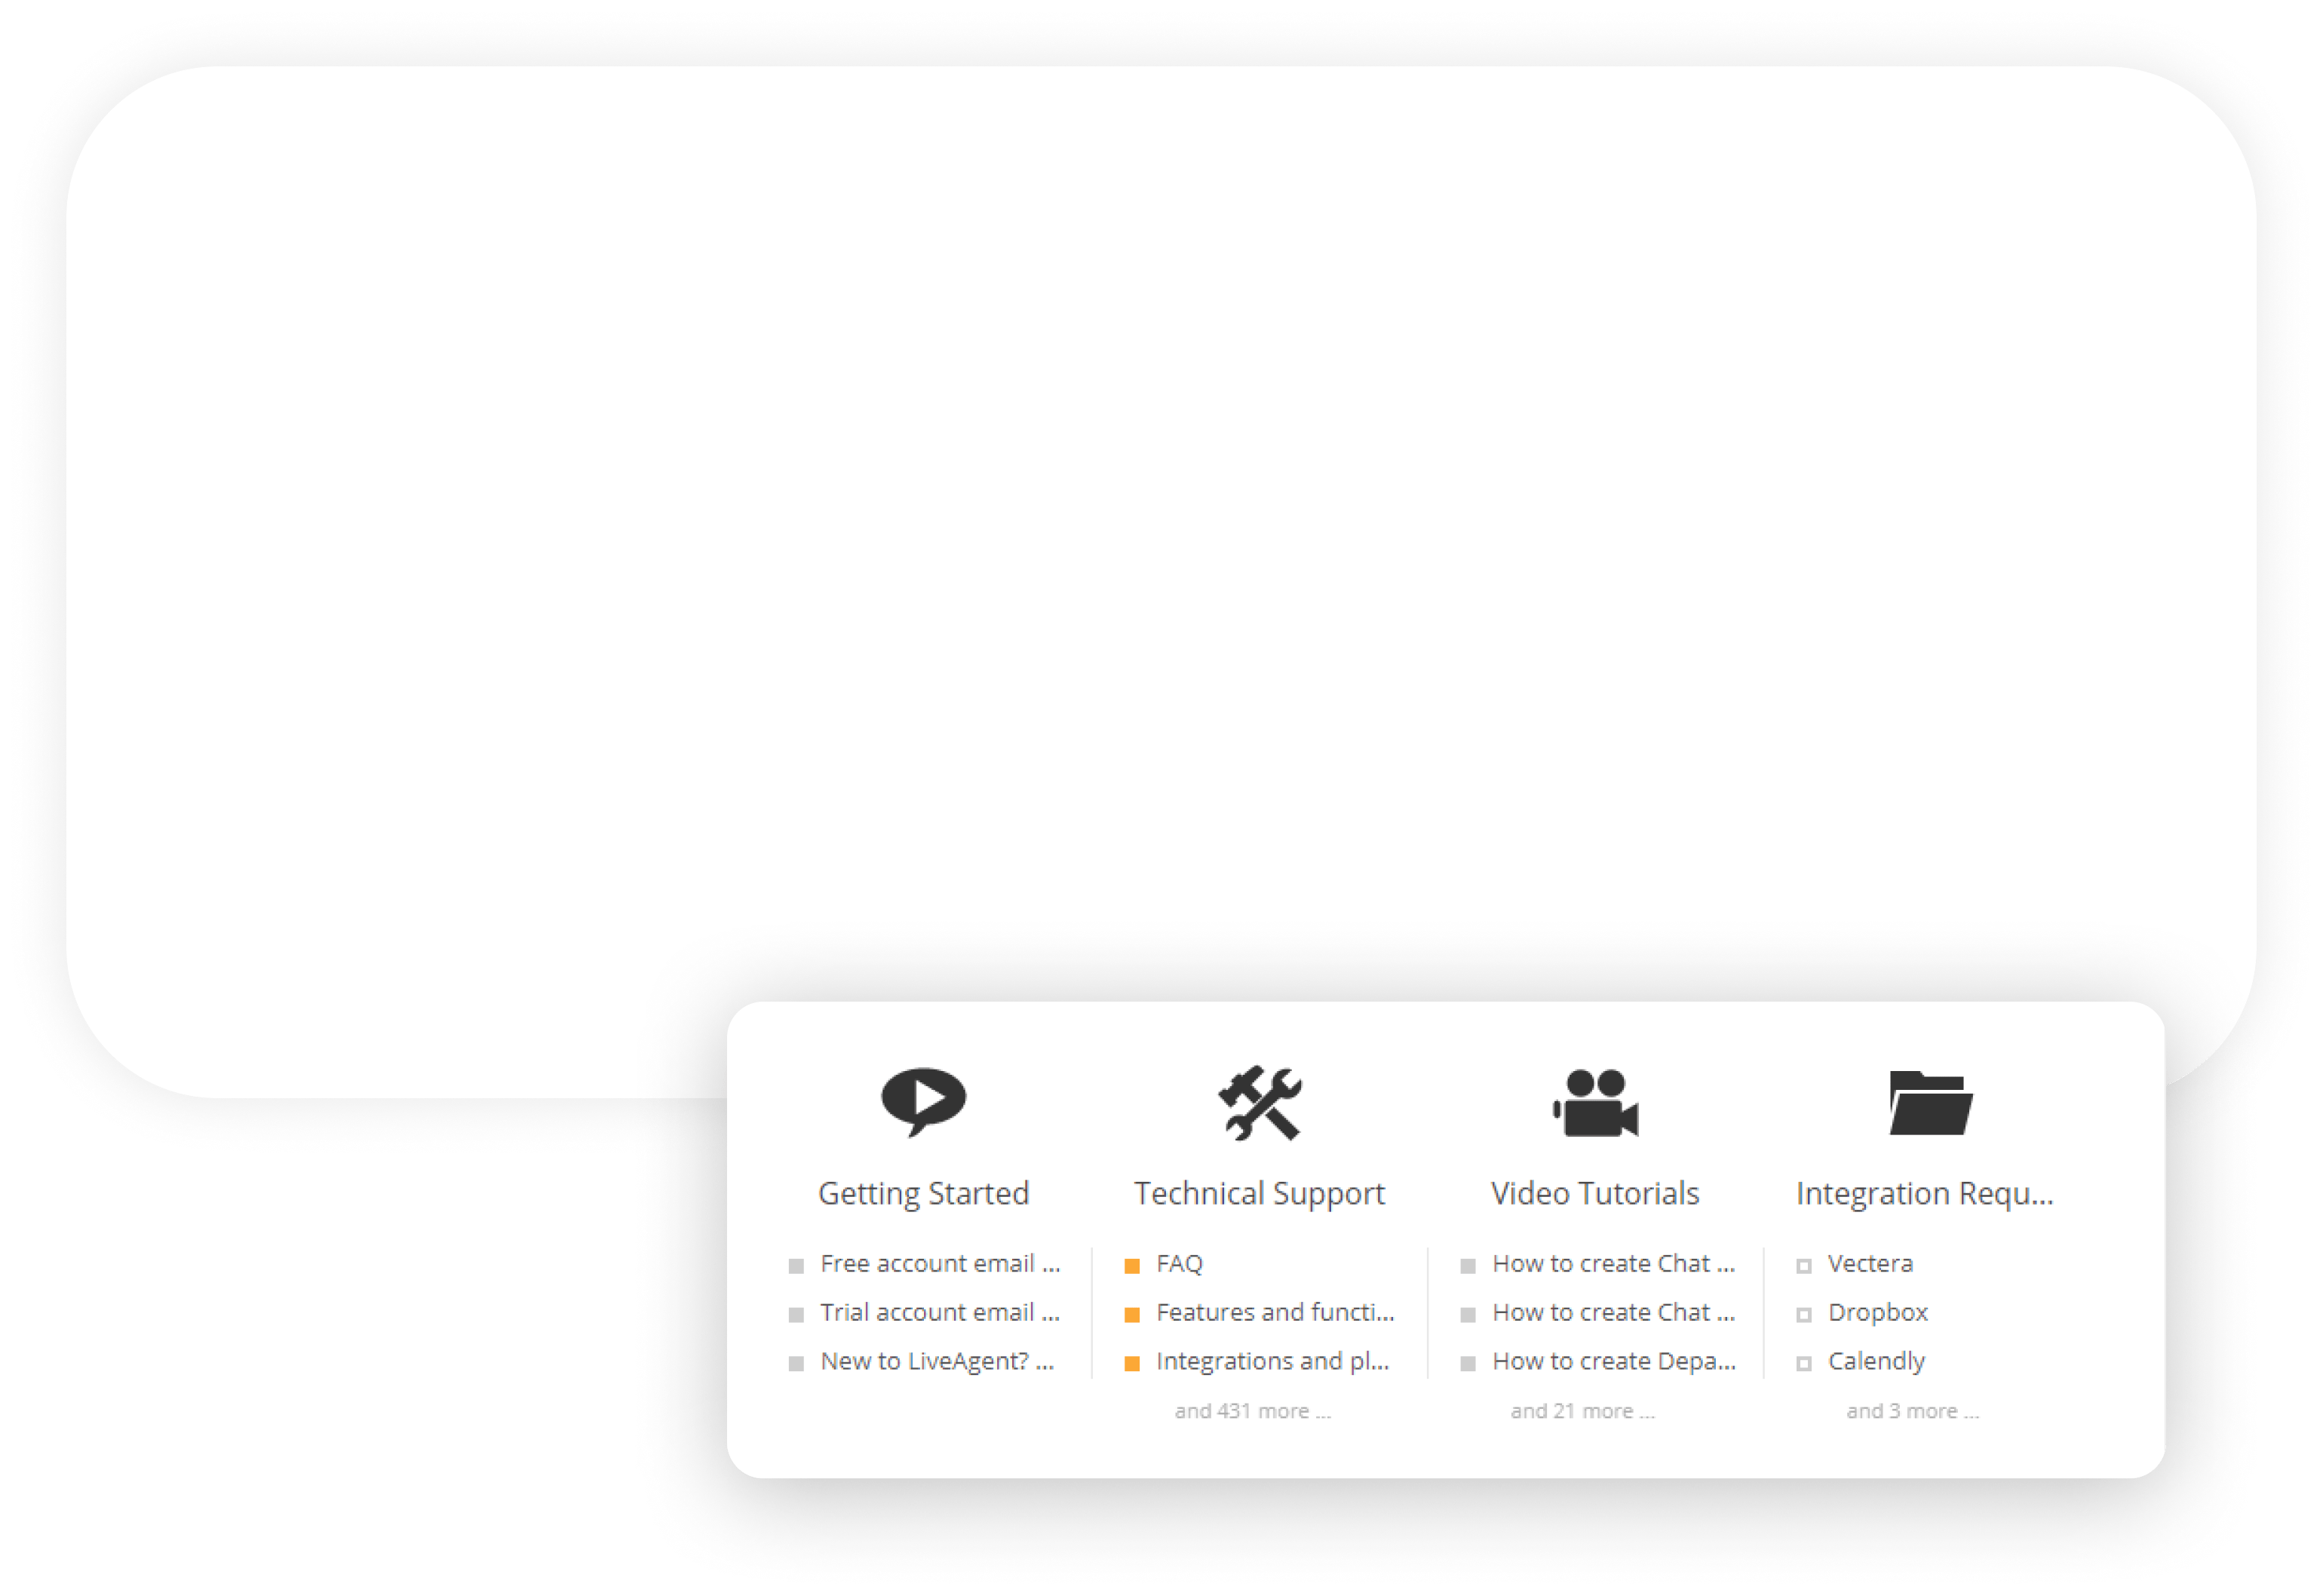 Getting Started
Free account email ...
Trial account email ...
New to LiveAgent? ...
Technical Support
FAQ
Features and functi...
Integrations and pl...
and 431 more ...
Video Tutorials
How to create Chat ...
How to create Chat ...
How to create Depa...
and 21 more ...
Integration Requ...
Vectera
Dropbox
Calendly
and 3 more ...